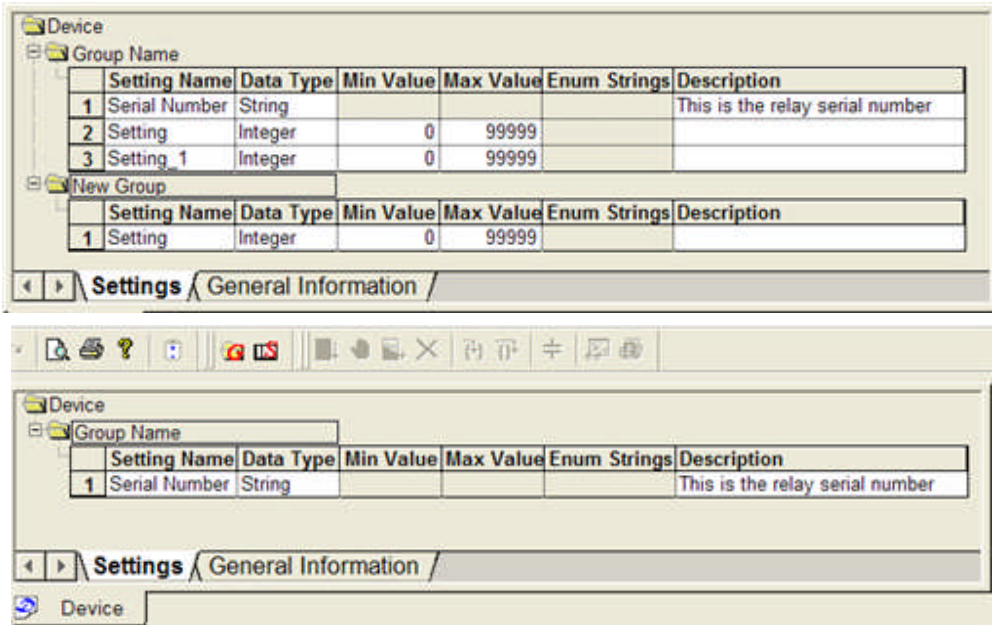 Device
Group Name
Setting Name Data Type Min Value Max Value Enum Strings Description
1 Serial Number String This is the relay serial number
2 Setting Integer 0 99999
3 Setting_1 Integer 0 99999
New Group
Setting Name Data Type Min Value Max Value Enum Strings Description
1 Setting Integer 0 99999
Settings General Information
Device
Group Name
Setting Name Data Type Min Value Max Value Enum Strings Description
1 Serial Number String This is the relay serial number
Settings General Information
Device